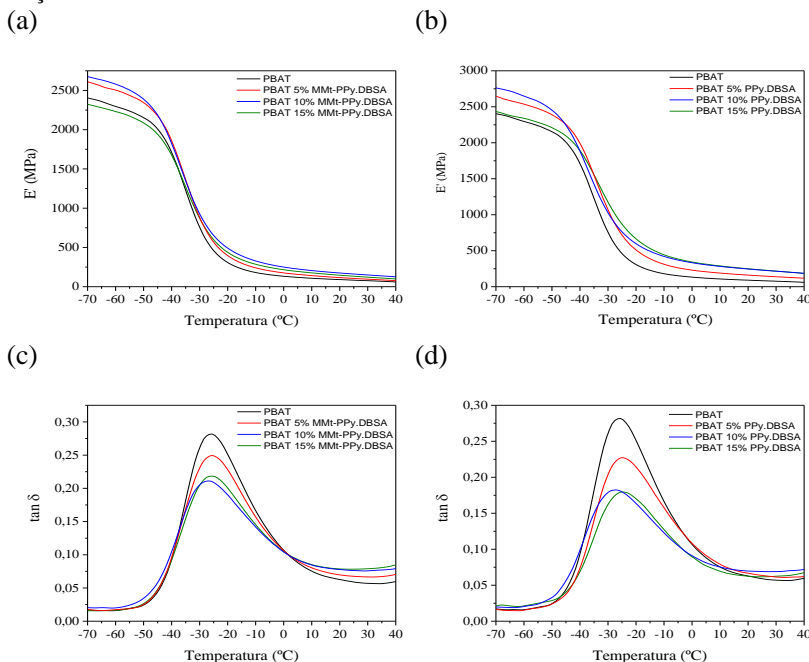 (a)
(b)
PBAT
PBAT 5% MMt-PPy.DBSA
PBAT 10% MMt-PPy.DBSA
PBAT 15% MMt-PPy.DBSA
2500
2000
1500
1000
500
0
E' (MPa)
-70 -60 -50 -40 -30 -20 -10 0 10 20 30 40
Temperatura (ºC)
PBAT
PBAT 5% PPy.DBSA
PBAT 10% PPy.DBSA
PBAT 15% PPy.DBSA
3000
2500
2000
1500
1000
500
0
E' (MPa)
-70 -60 -50 -40 -30 -20 -10 0 10 20 30 40
Temperatura (ºC)
(c)
(d)
PBAT
PBAT 5% MMt-PPy.DBSA
PBAT 10% MMt-PPy.DBSA
PBAT 15% MMt-PPy.DBSA
0,30
0,25
0,20
0,15
0,10
0,05
0,00
tan δ
-70 -60 -50 -40 -30 -20 -10 0 10 20 30 40
Temperatura (ºC)
PBAT
PBAT 5% PPy.DBSA
PBAT 10% PPy.DBSA
PBAT 15% PPy.DBSA
0,30
0,25
0,20
0,15
0,10
0,05
0,00
tan δ
-70 -60 -50 -40 -30 -20 -10 0 10 20 30 40
Temperatura (ºC)